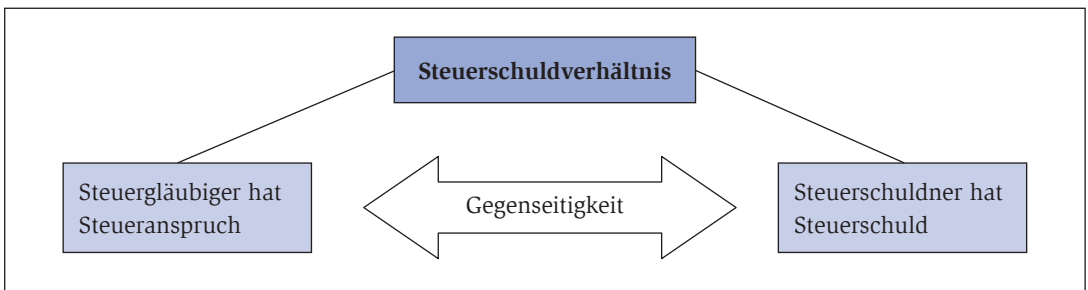 Steuerschuldverhältnis
Steuergläubiger hat
Steueranspruch
Gegenseitigkeit
Steuerschuldner hat
Steuerschuld